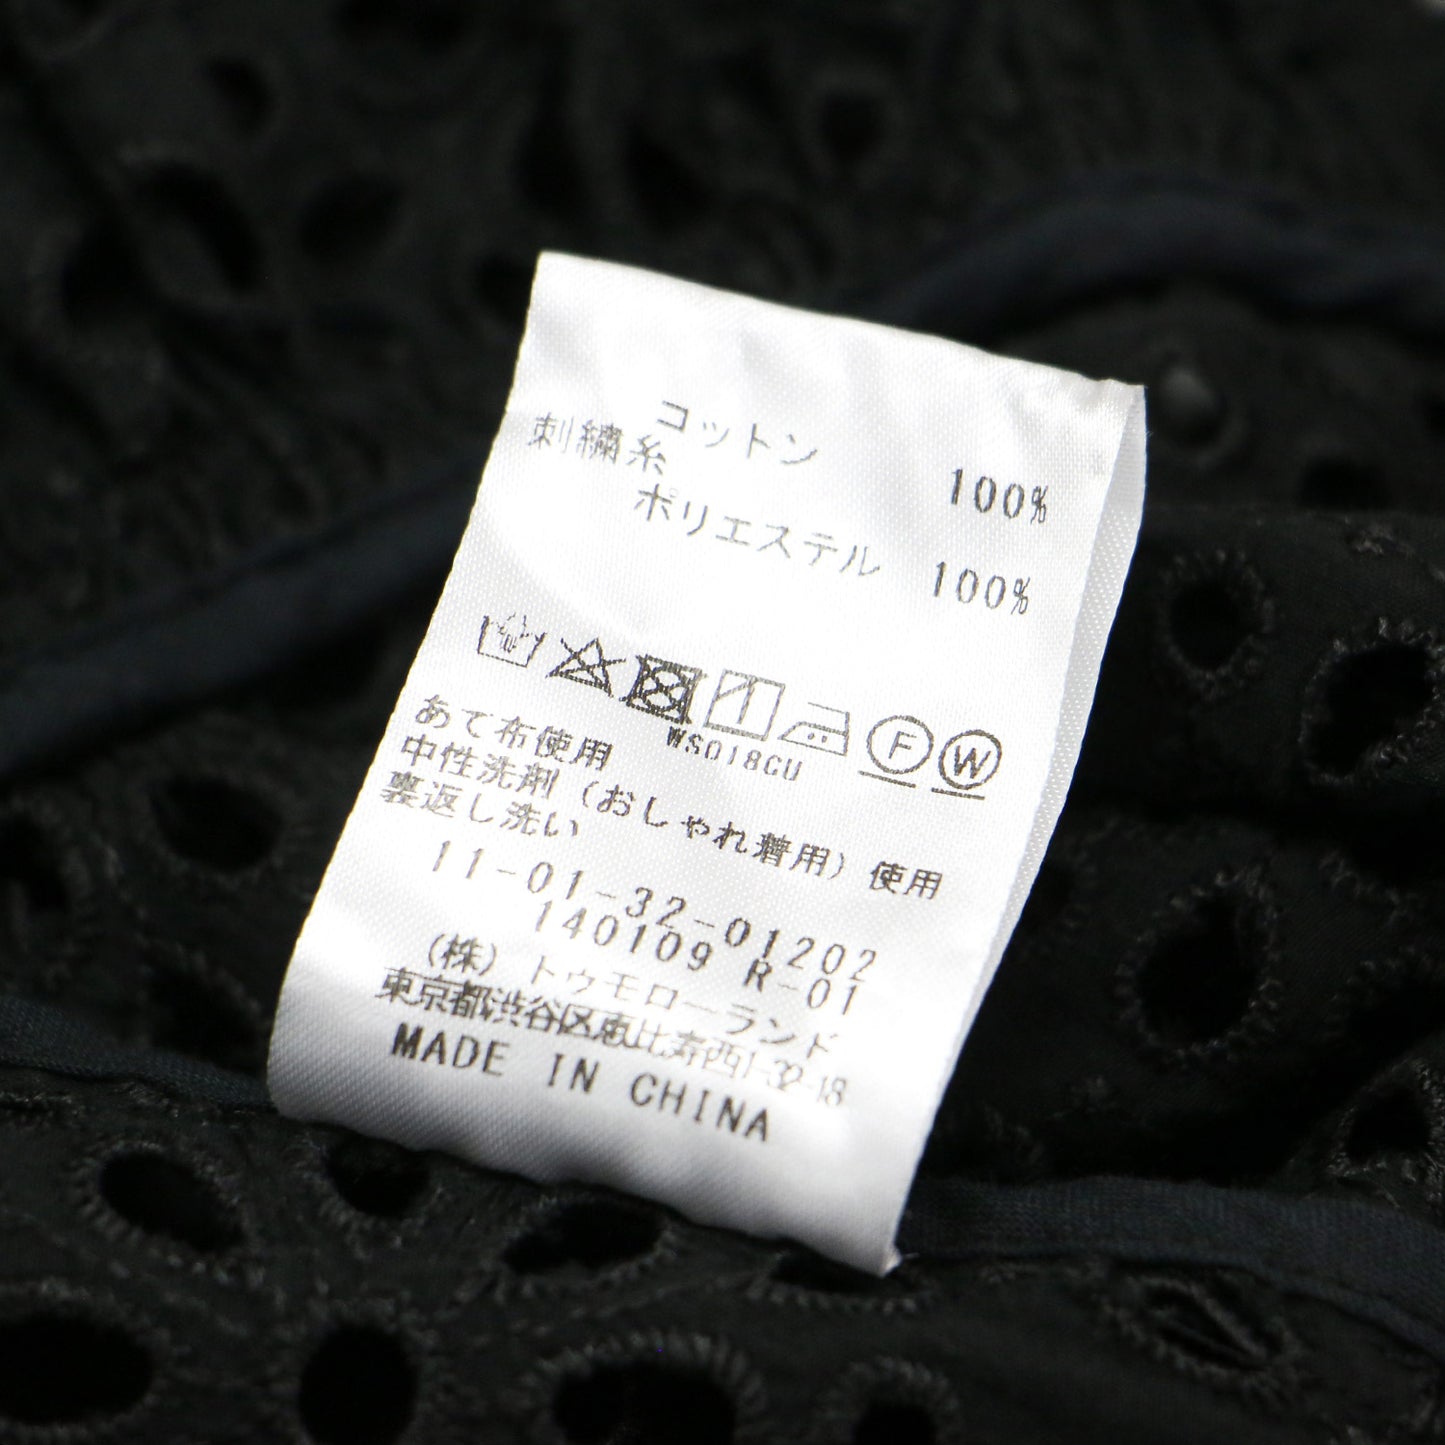 コットン 100%
刺繍糸
ポリエステル 100%
WS018CU
あて布使用
中性洗剤(おしゃれ着用)使用
裏返し洗い
11-01-32-01202
140109 R-01
(株)トゥモローランド
東京都渋谷区恵比寿西1-32-18
MADE IN CHINA
F
W